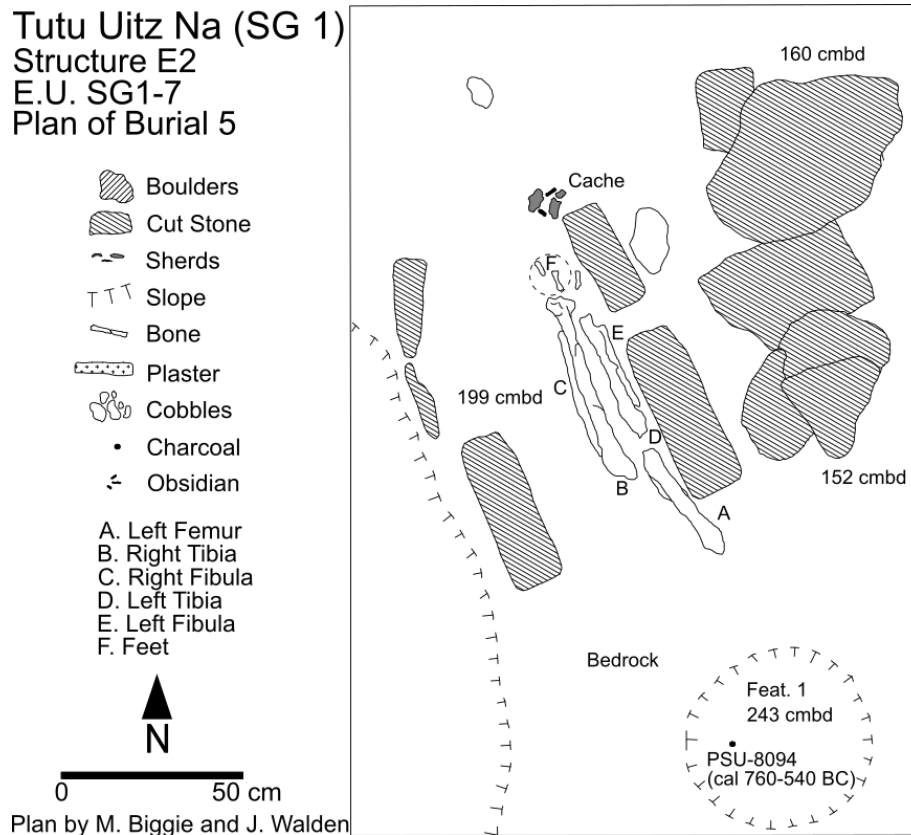 Tutu Uitz Na (SG 1)
Structure E2
E.U. SG1-7
Plan of Burial 5
Boulders
Cut Stone
Sherds
Slope
Bone
Plaster
Cobbles
Charcoal
Obsidian
A. Left Femur
B. Right Tibia
C. Right Fibula
D. Left Tibia
E. Left Fibula
F. Feet
N
0 50 cm
Plan by M. Biggie and J. Walden
160 cmbd
Cache
F
E
C
199 cmbd
D
B
A
152 cmbd
Bedrock
Feat. 1
243 cmbd
PSU-8094
(cal 760-540 BC)